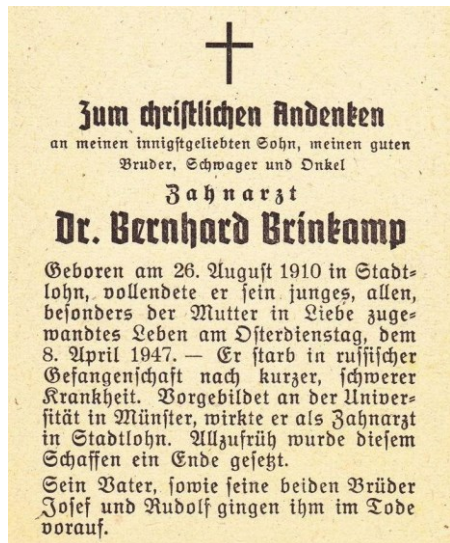 Zum christlichen Andenken
an meinen innigstgeliebten Sohn, meinen guten
Bruder, Schwager und Onkel
Zahnarzt
Dr. Bernhard Brinkamp
Geboren am 26. August 1910 in Stadt-
lohn, vollendete er sein junges, allen,
besonders der Mutter in Liebe zuge-
wandtes Leben am Osterdienstag, dem
8. April 1947. — Er starb in russischer
Gefangenschaft nach kurzer, schwerer
Krankheit. Vorgebildet an der Univer-
sität in Münster, wirkte er als Zahnarzt
in Stadtlohn. Allzufrüh wurde diesem
Schaffen ein Ende gesetzt.
Sein Vater, sowie seine beiden Brüder
Josef und Rudolf gingen ihm im Tode
vorauf.